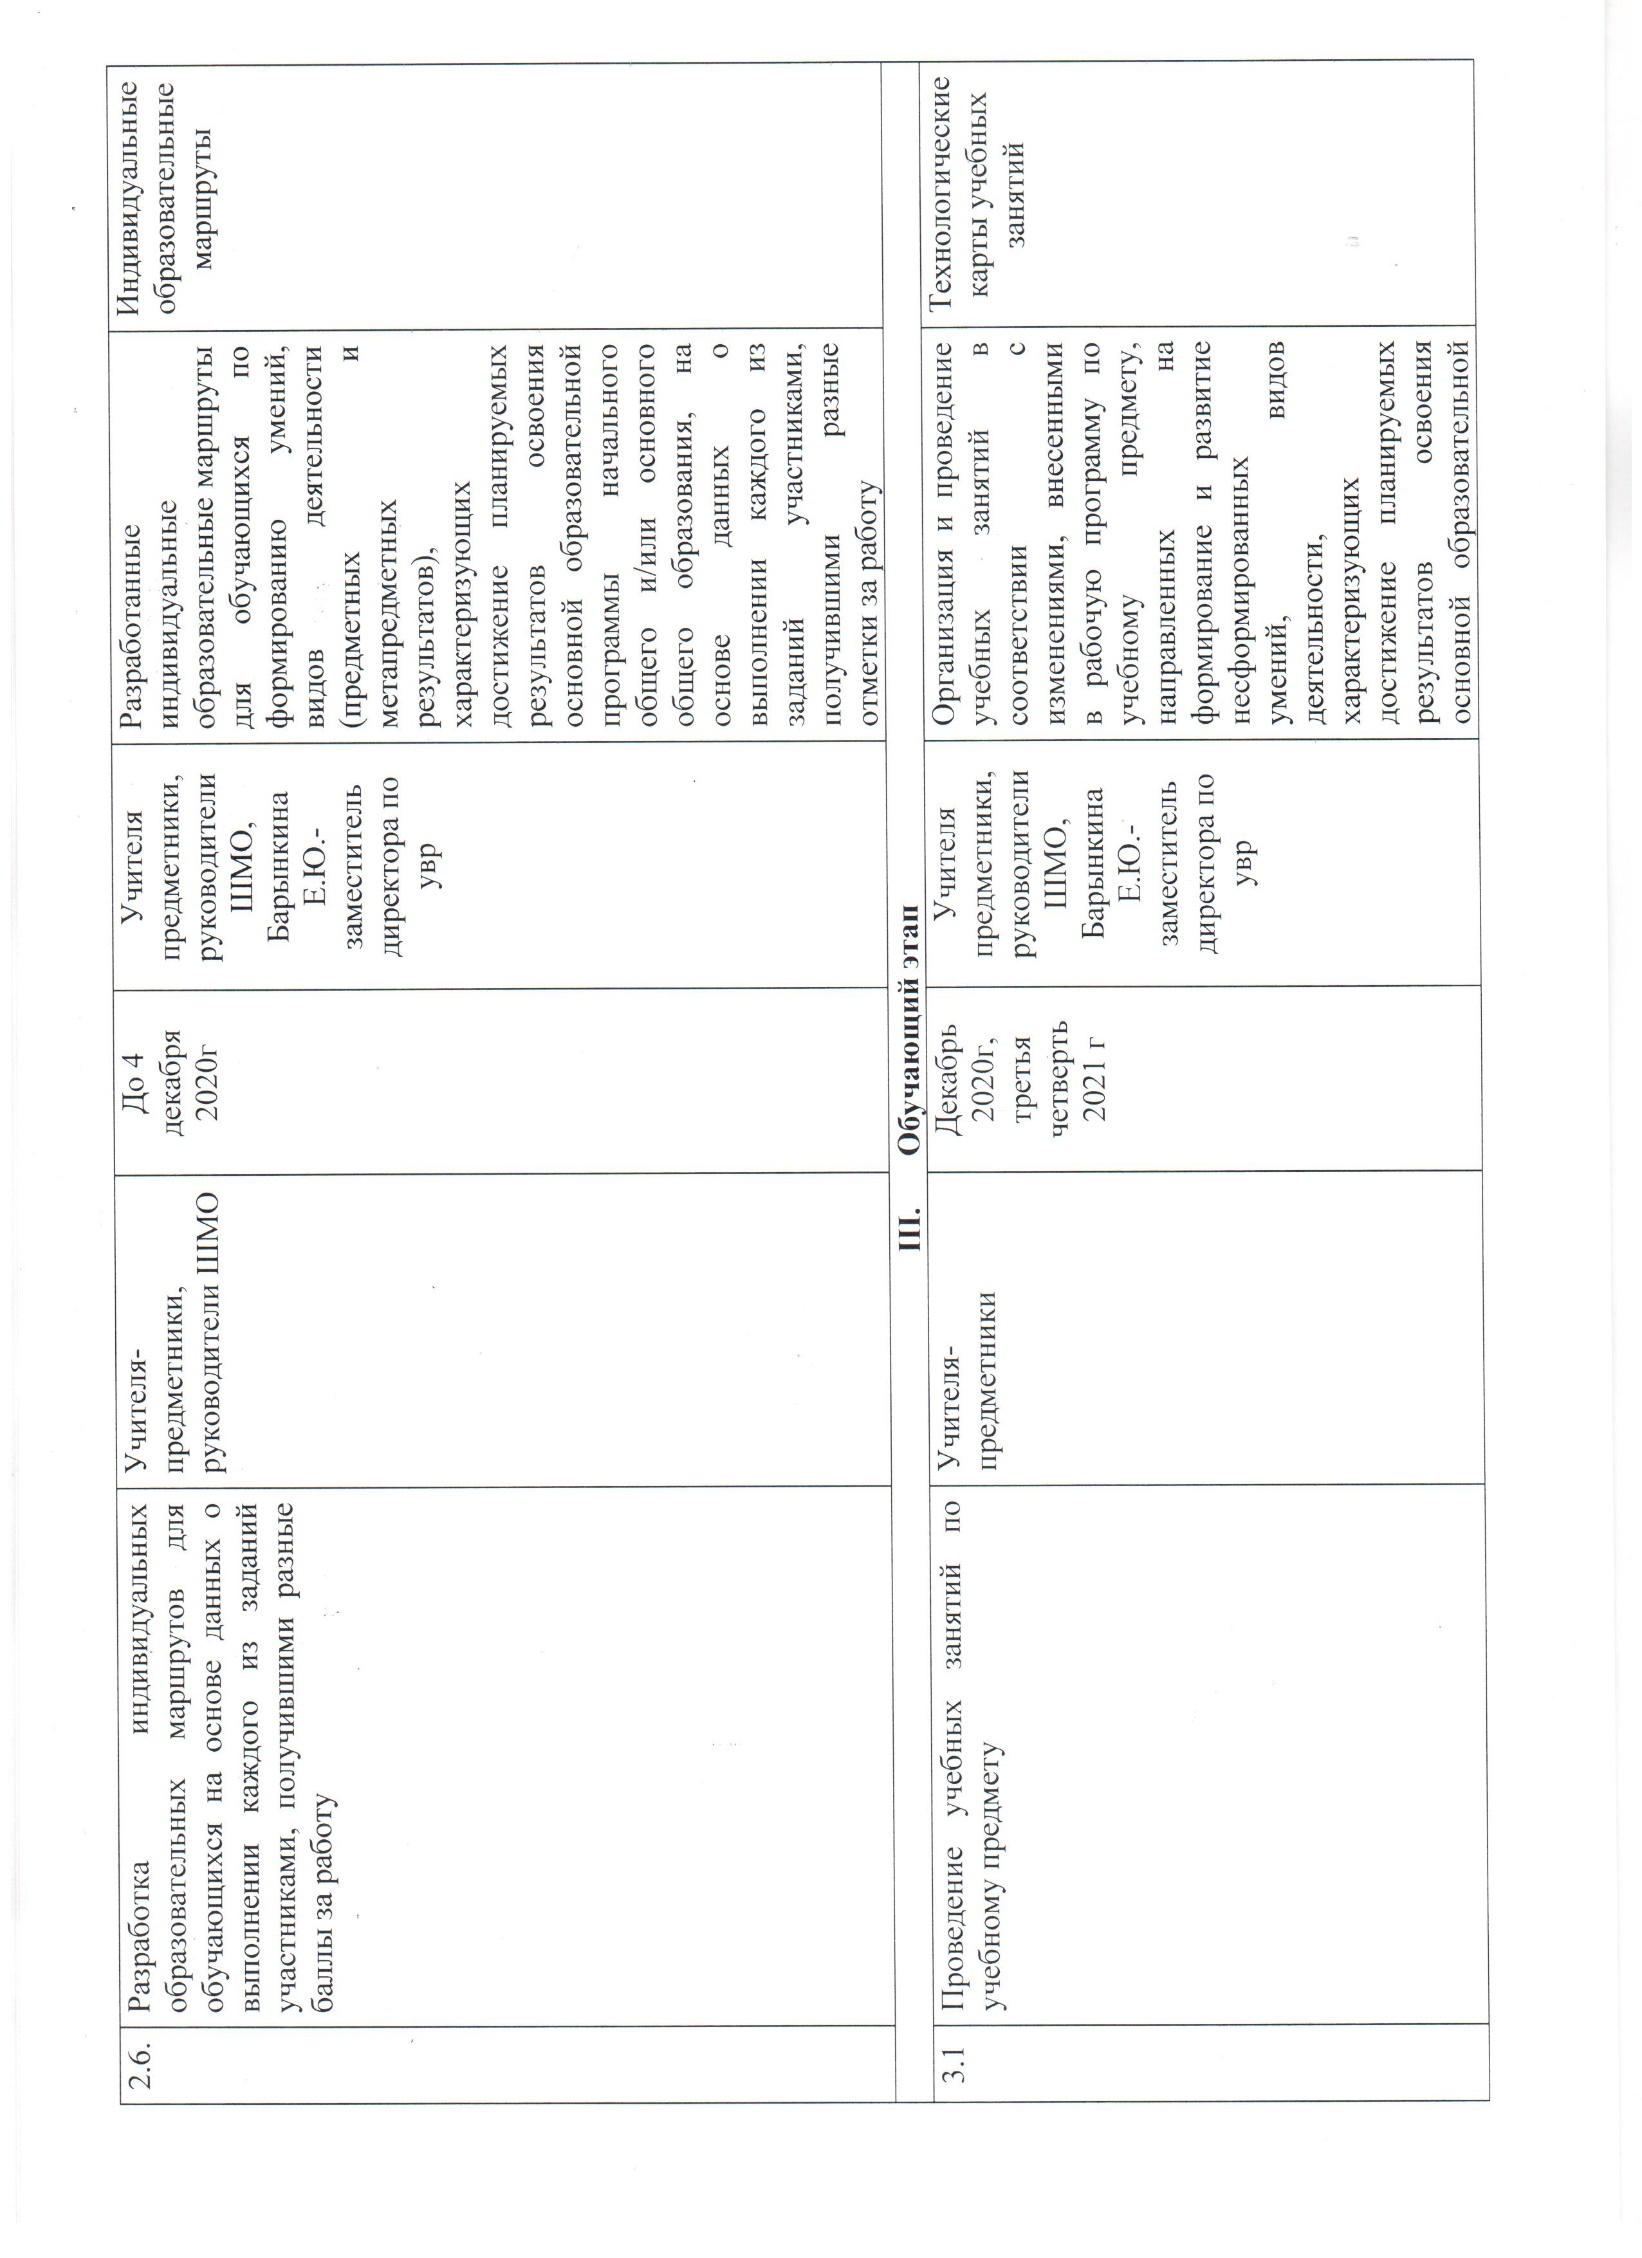 2.6.
Разработка индивидуальных
образовательных маршрутов для
обучающихся на основе данных о
выполнении каждого из заданий
участниками, получившими разные
баллы за работу
Учителя-
предметники,
руководители ШМО
До 4
декабря
2020г
Учителя
предметники,
руководители
ШМО,
Барынкина
Е.Ю.-
заместитель
директора по
увр
Разработанные
индивидуальные
образовательные маршруты
для обучающихся по
формированию умений,
видов деятельности
(предметных и
метапредметных
результатов),
характеризующих
достижение планируемых
результатов освоения
основной образовательной
программы начального
общего и/или основного
общего образования, на
основе данных о
выполнении каждого из
заданий участниками,
получившими разные
отметки за работу
Индивидуальные
образовательные
маршруты
III. Обучающий этап
3.1
Проведение учебных занятий по
учебному предмету
Учителя-
предметники
Декабрь
2020г,
третья
четверть
2021 г
Учителя
предметники,
руководители
ШМО,
Барынкина
Е.Ю.-
заместитель
директора по
увр
Организация и проведение
учебных занятий в
соответствии с
изменениями, внесенными
в рабочую программу по
учебному предмету,
направленных на
формирование и развитие
несформированных
умений, видов
деятельности,
характеризующих
достижение планируемых
результатов освоения
основной образовательной
Технологические
карты учебных
занятий